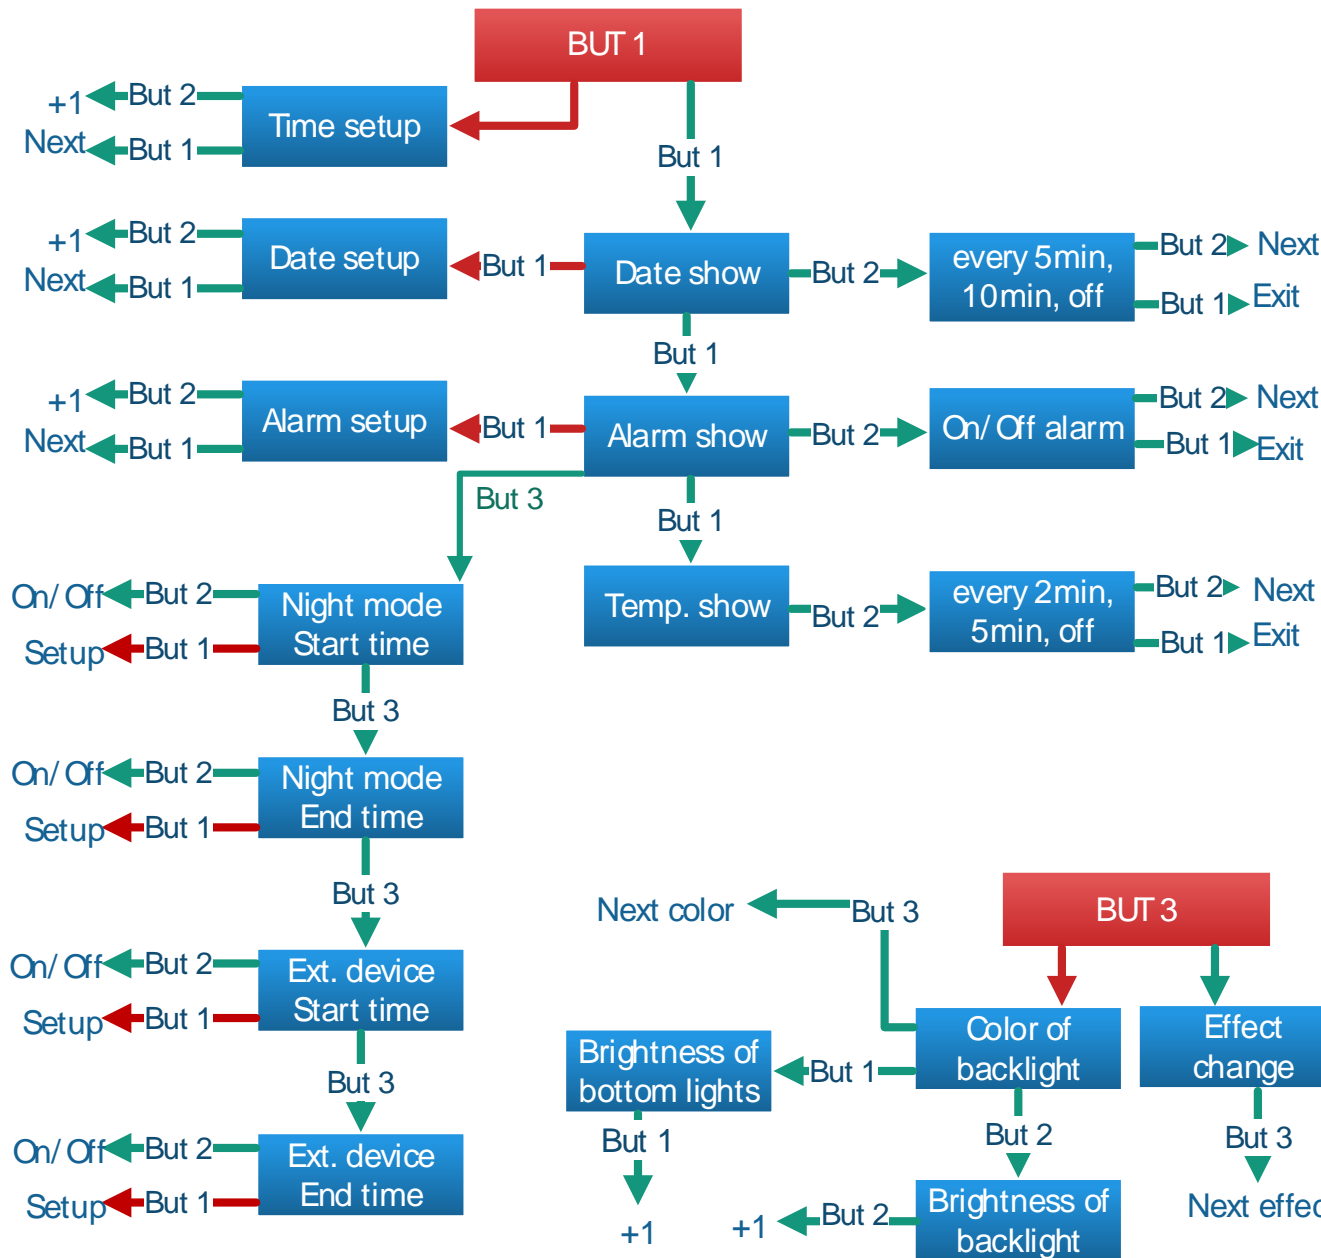 BUT 1
+1
But 2
Next
But 1
Time setup
But 1
+1
But 2
Next
But 1
Date setup
But 1
Date show
But 2
every 5min,
10min, off
But 2
Next
But 1
Exit
But 1
+1
But 2
Next
But 1
Alarm setup
But 1
Alarm show
But 2
On/ Off alarm
But 2
Next
But 1
Exit
But 3
But 1
On/ Off
But 2
Setup
But 1
Night mode
Start time
Temp. show
But 2
every 2min,
5min, off
But 2
Next
But 1
Exit
But 3
On/ Off
But 2
Setup
But 1
Night mode
End time
But 3
On/ Off
But 2
Setup
But 1
Ext. device
Start time
But 3
On/ Off
But 2
Setup
But 1
Ext. device
End time
BUT 3
Next color
But 3
Color of
backlight
Effect
change
Brightness of
bottom lights
But 1
But 1
+1
But 2
But 3
Next effec
+1
But 2
Brightness of
backlight